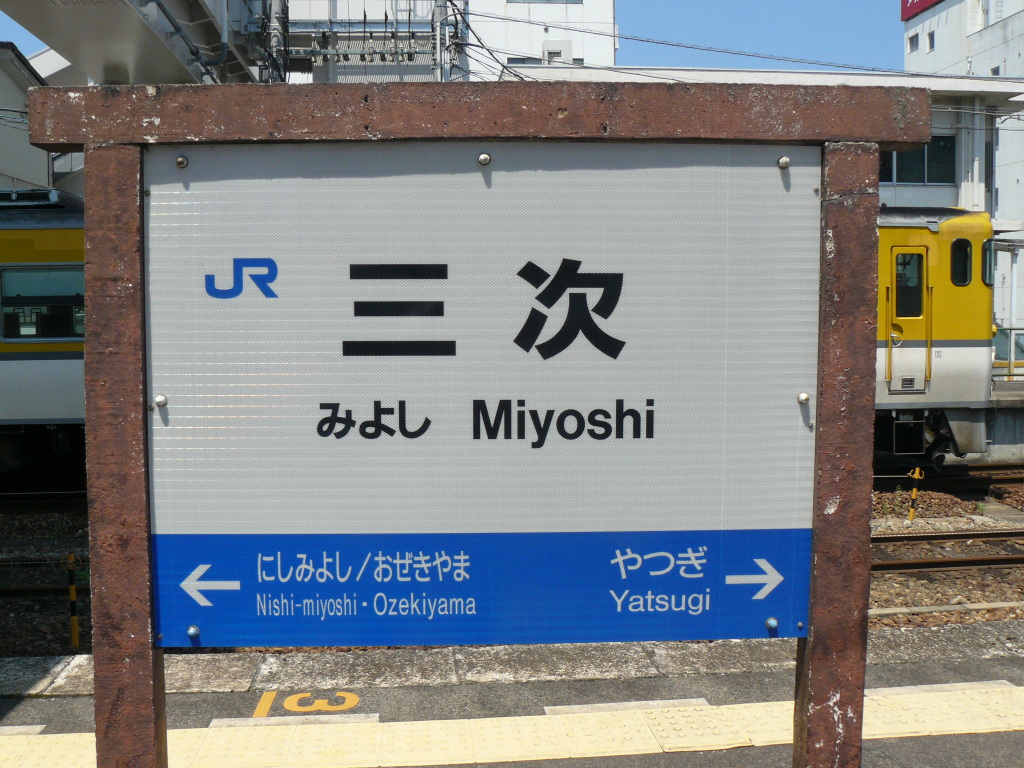 JR 三次
みよし Miyoshi
← にしみよし/おぜきやま やつぎ →
Nishi-miyoshi・Ozekiyama Yatsugi
13